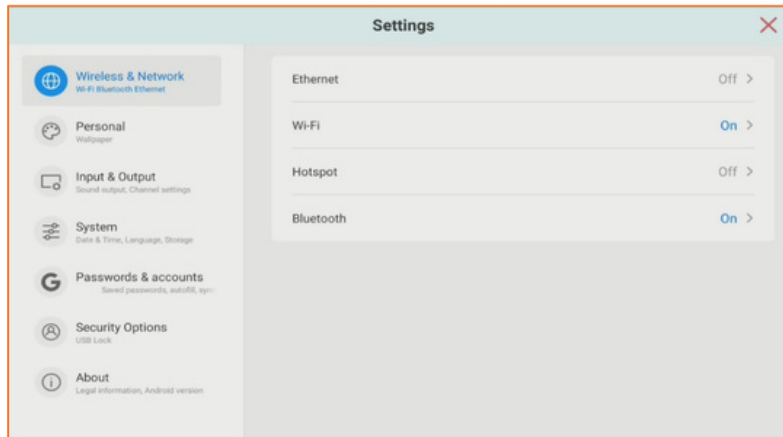 Settings
Wireless & Network
Wi-Fi Bluetooth Ethernet
Personal
Wallpaper
Input & Output
Sound output, Channel settings
System
Date & Time, Language, Storage
Passwords & accounts
Saved passwords, autofill, sync
Security Options
USB Lock
About
Legal information, Android version
Ethernet
Off
Wi-Fi
On
Hotspot
Off
Bluetooth
On